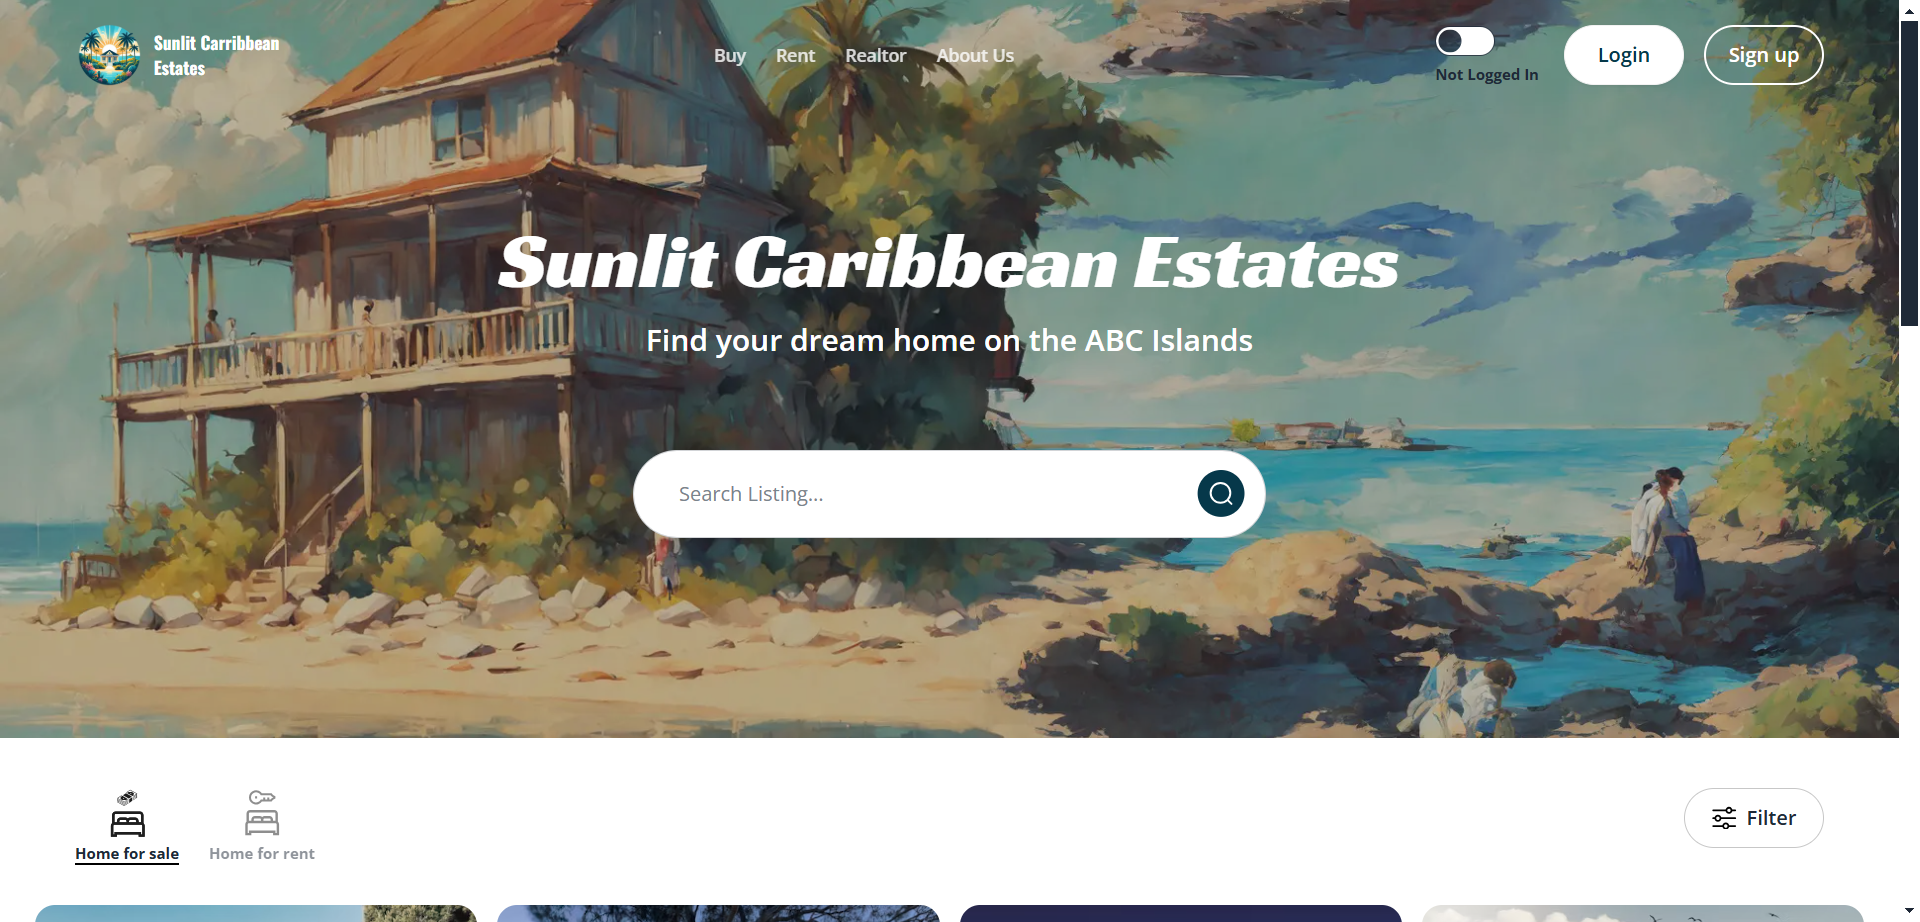 Sunlit Carribbean
Estates
Buy
Rent
Realtor
About Us
Not Logged In
Login
Sign up
Sunlit Caribbean Estates
Find your dream home on the ABC Islands
Search Listing...
Home for sale
Home for rent
Filter